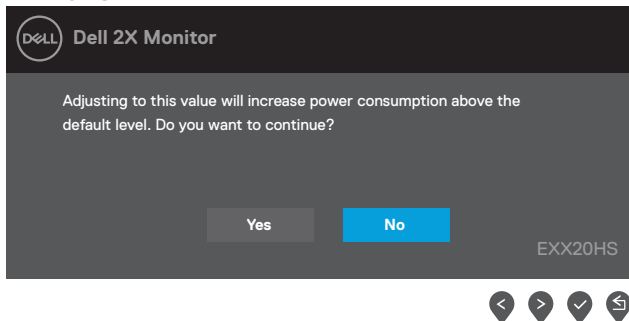 DELL
Dell 2X Monitor
Adjusting to this value will increase power consumption above the
default level. Do you want to continue?
Yes
No
EXX20HS